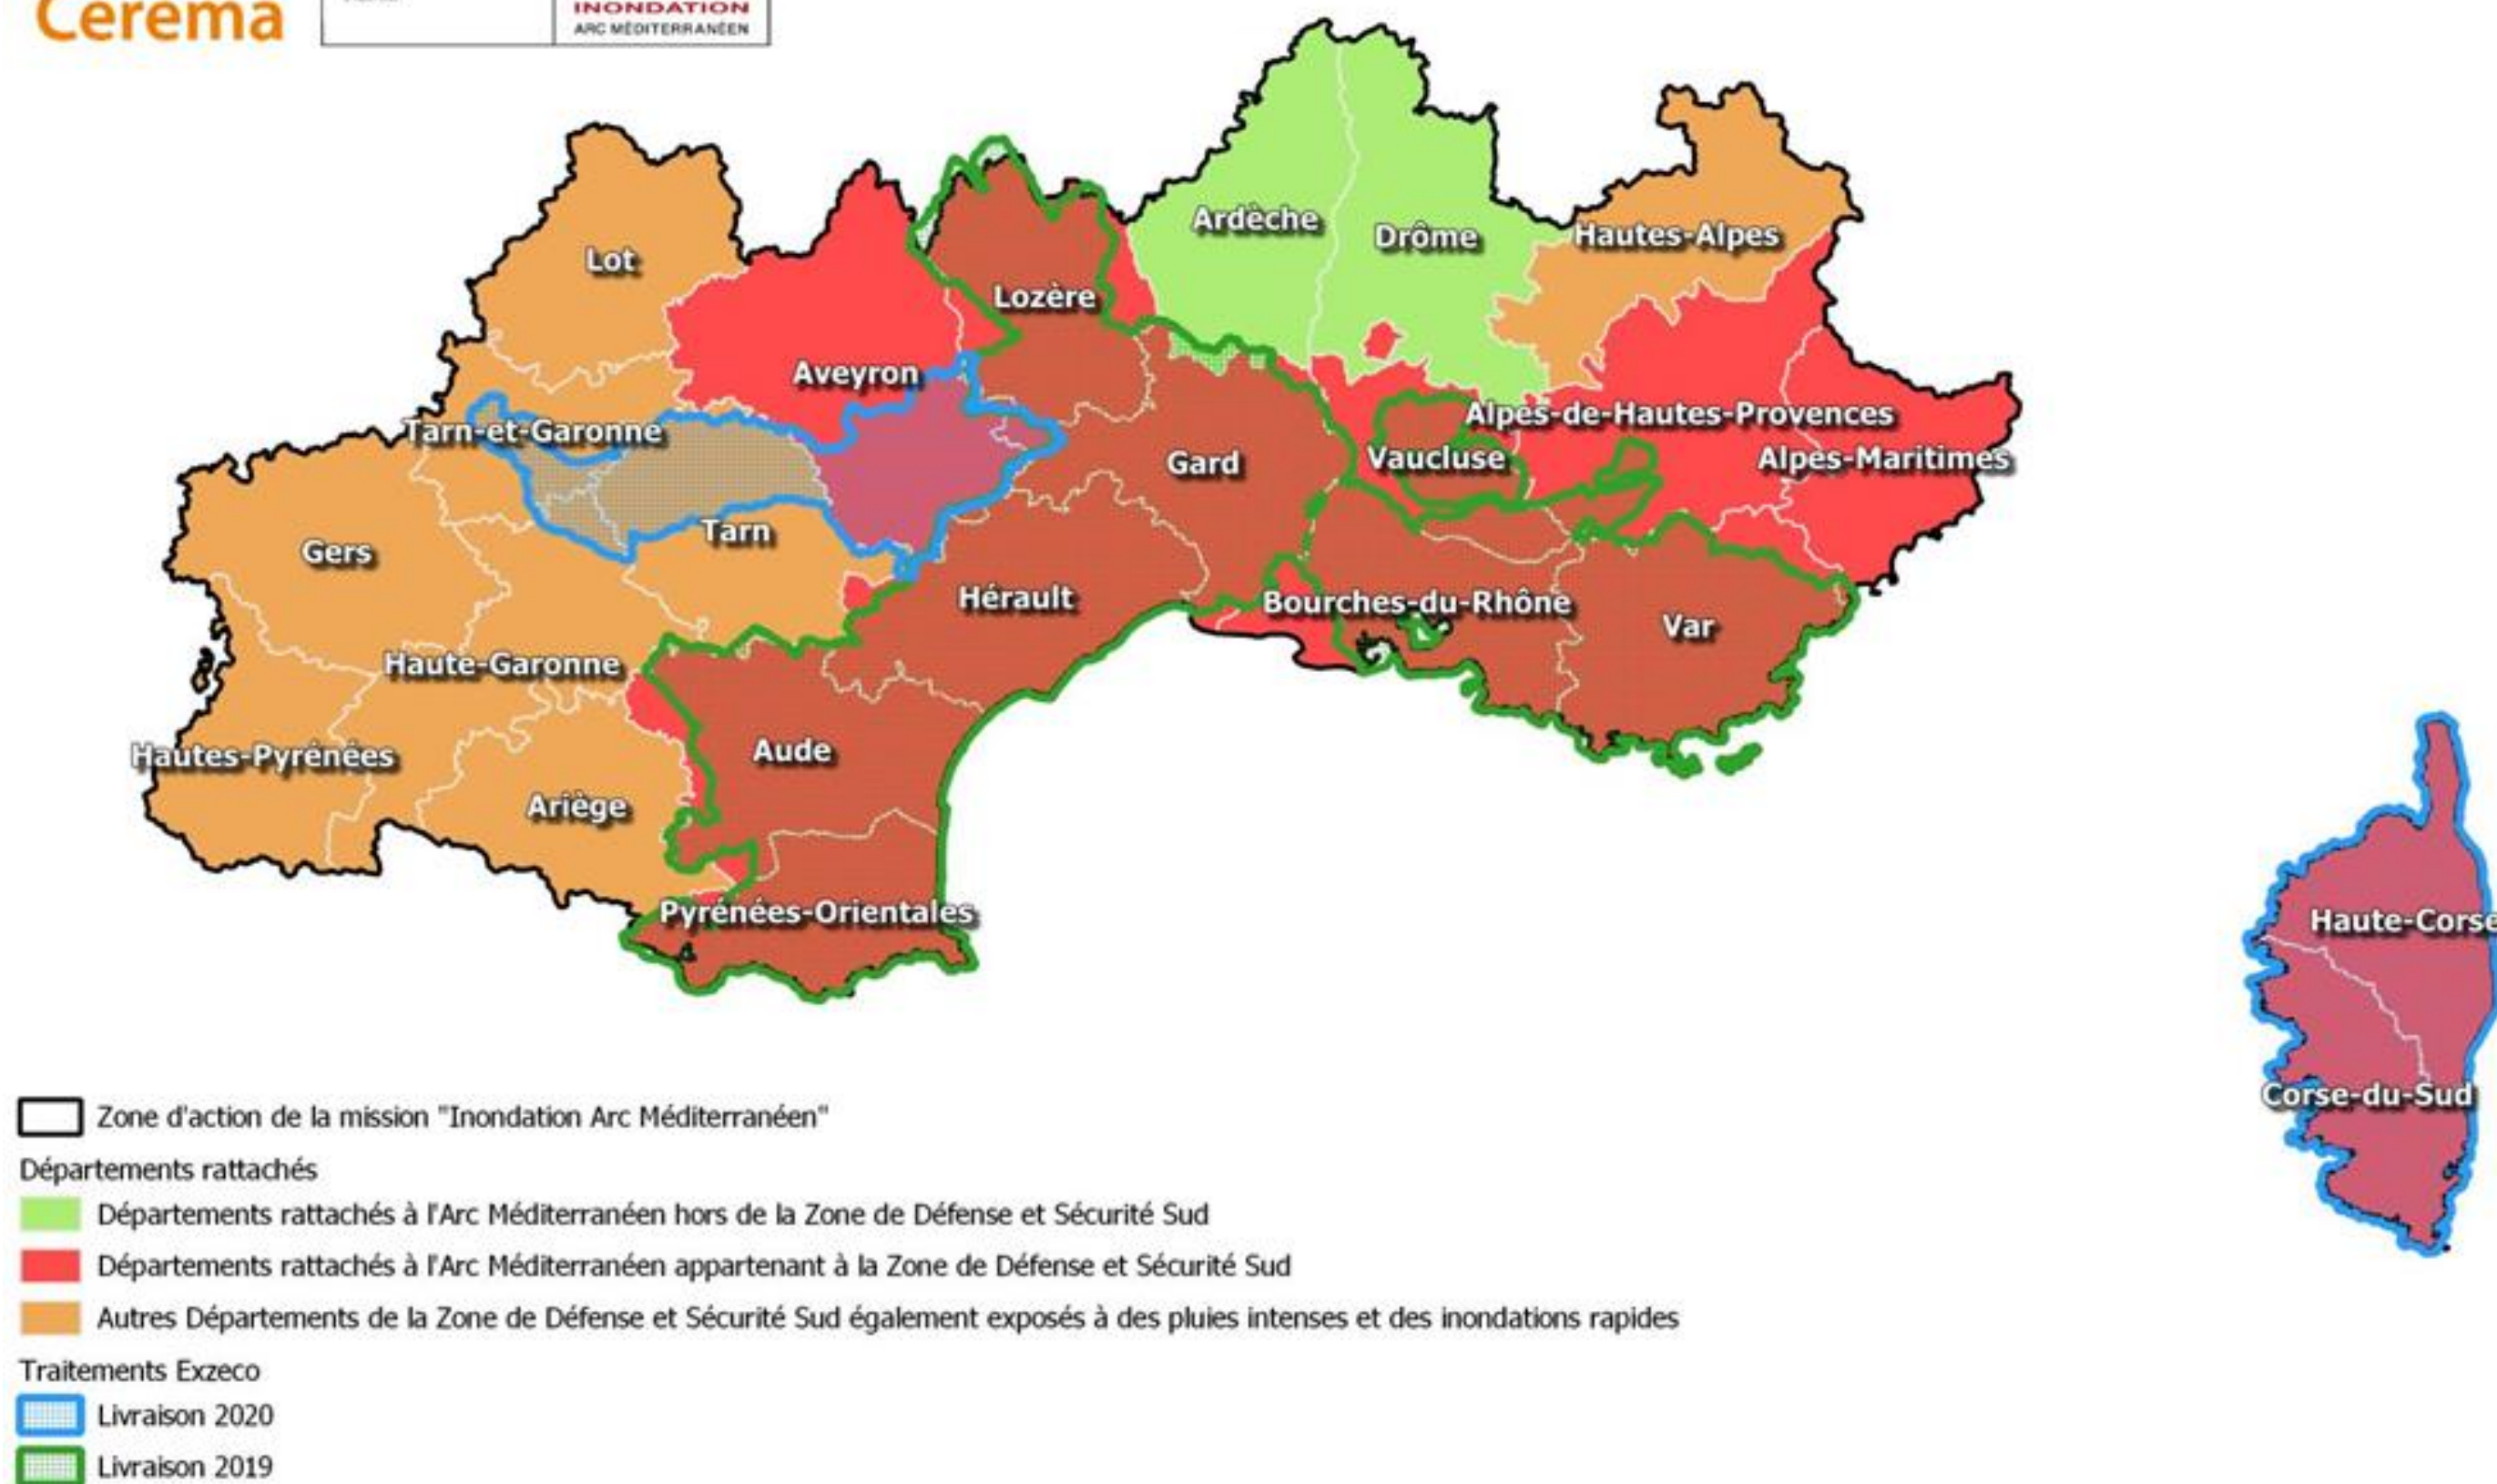 Cerema
INONDATION
ARC MÉDITERRANÉEN
Ardèche
Drôme
Hautes-Alpes
Lot
Lozère
Aveyron
Alpes-de-Hautes-Provences
Tarn-et-Garonne
Gard
Vaucluse
Alpes-Maritimes
Tarn
Gers
Hérault
Bourches-du-Rhône
Var
Haute-Garonne
Aude
Hautes-Pyrénées
Ariège
Pyrénées-Orientales
Haute-Corse
Corse-du-Sud
Zone d'action de la mission "Inondation Arc Méditerranéen"
Départements rattachés
Départements rattachés à l'Arc Méditerranéen hors de la Zone de Défense et Sécurité Sud
Départements rattachés à l'Arc Méditerranéen appartenant à la Zone de Défense et Sécurité Sud
Autres Départements de la Zone de Défense et Sécurité Sud également exposés à des pluies intenses et des inondations rapides
Traitements Exzeco
Livraison 2020
Livraison 2019